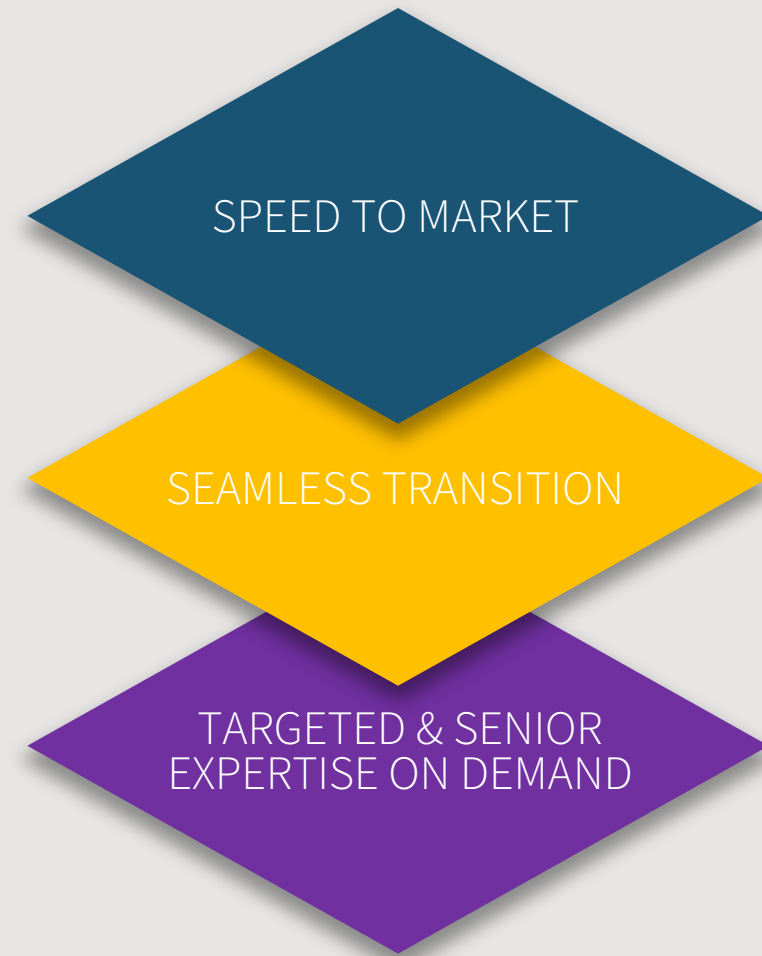 SPEED TO MARKET
SEAMLESS TRANSITION
TARGETED & SENIOR
EXPERTISE ON DEMAND